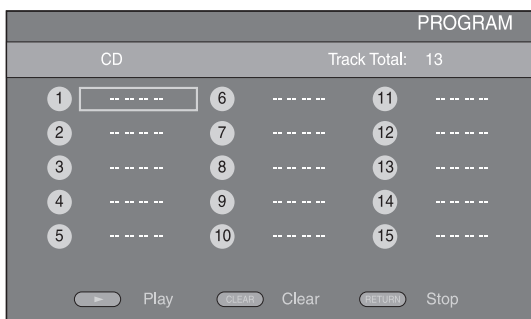 PROGRAM
CD Track Total: 13
1 -- -- -- -- 6 -- -- -- -- 11 -- -- -- --
2 -- -- -- -- 7 -- -- -- -- 12 -- -- -- --
3 -- -- -- -- 8 -- -- -- -- 13 -- -- -- --
4 -- -- -- -- 9 -- -- -- -- 14 -- -- -- --
5 -- -- -- -- 10 -- -- -- -- 15 -- -- -- --
Play CLEAR Clear RETURN Stop